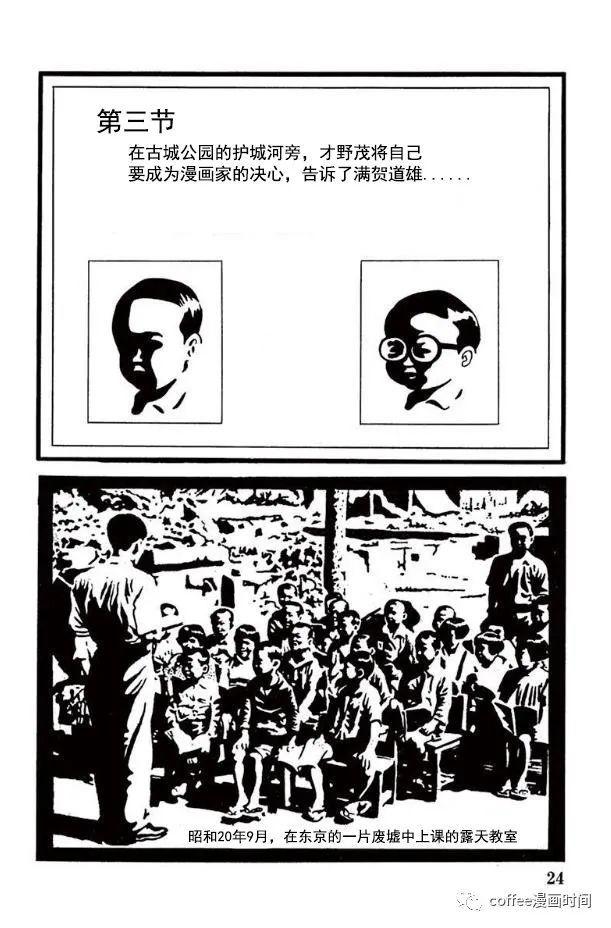 第三节
在古城公园的护城河旁，才野茂将自己
要成为漫画家的决心，告诉了满贺道雄......
昭和20年9月，在东京的一片废墟中上课的露天教室
24
coffee漫画时间